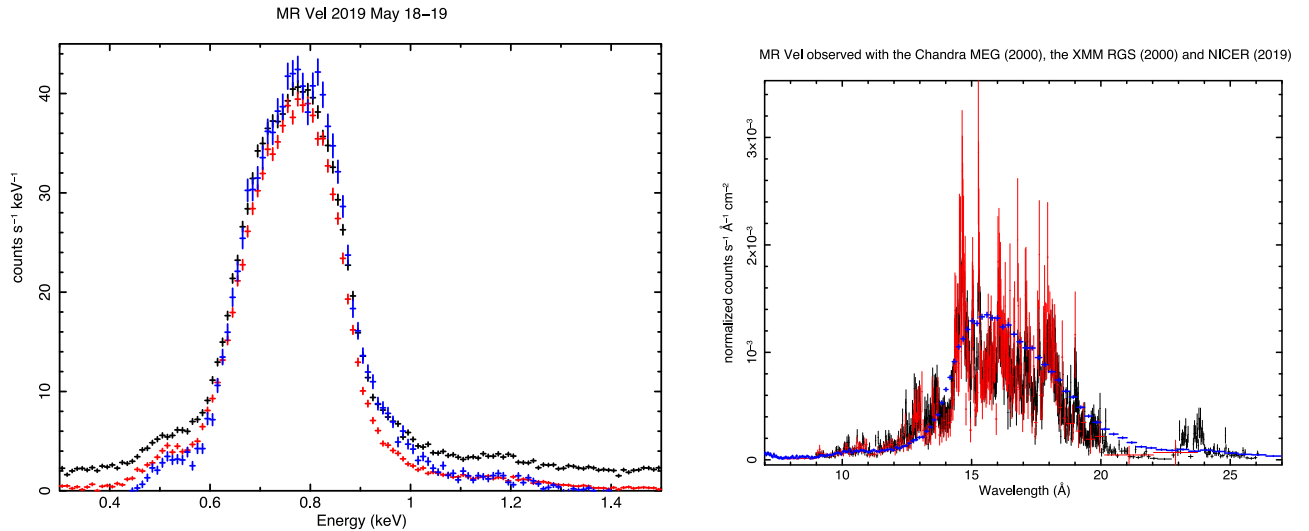 MR Vel 2019 May 18–19
counts s⁻¹ keV⁻¹
40
30
20
10
0
0.4 0.6 0.8 1 1.2 1.4
Energy (keV)
MR Vel observed with the Chandra MEG (2000), the XMM RGS (2000) and NICER (2019)
normalized counts s⁻¹ Å⁻¹ cm⁻²
3×10⁻³
2×10⁻³
10⁻³
0
10 15 20 25
Wavelength (Å)